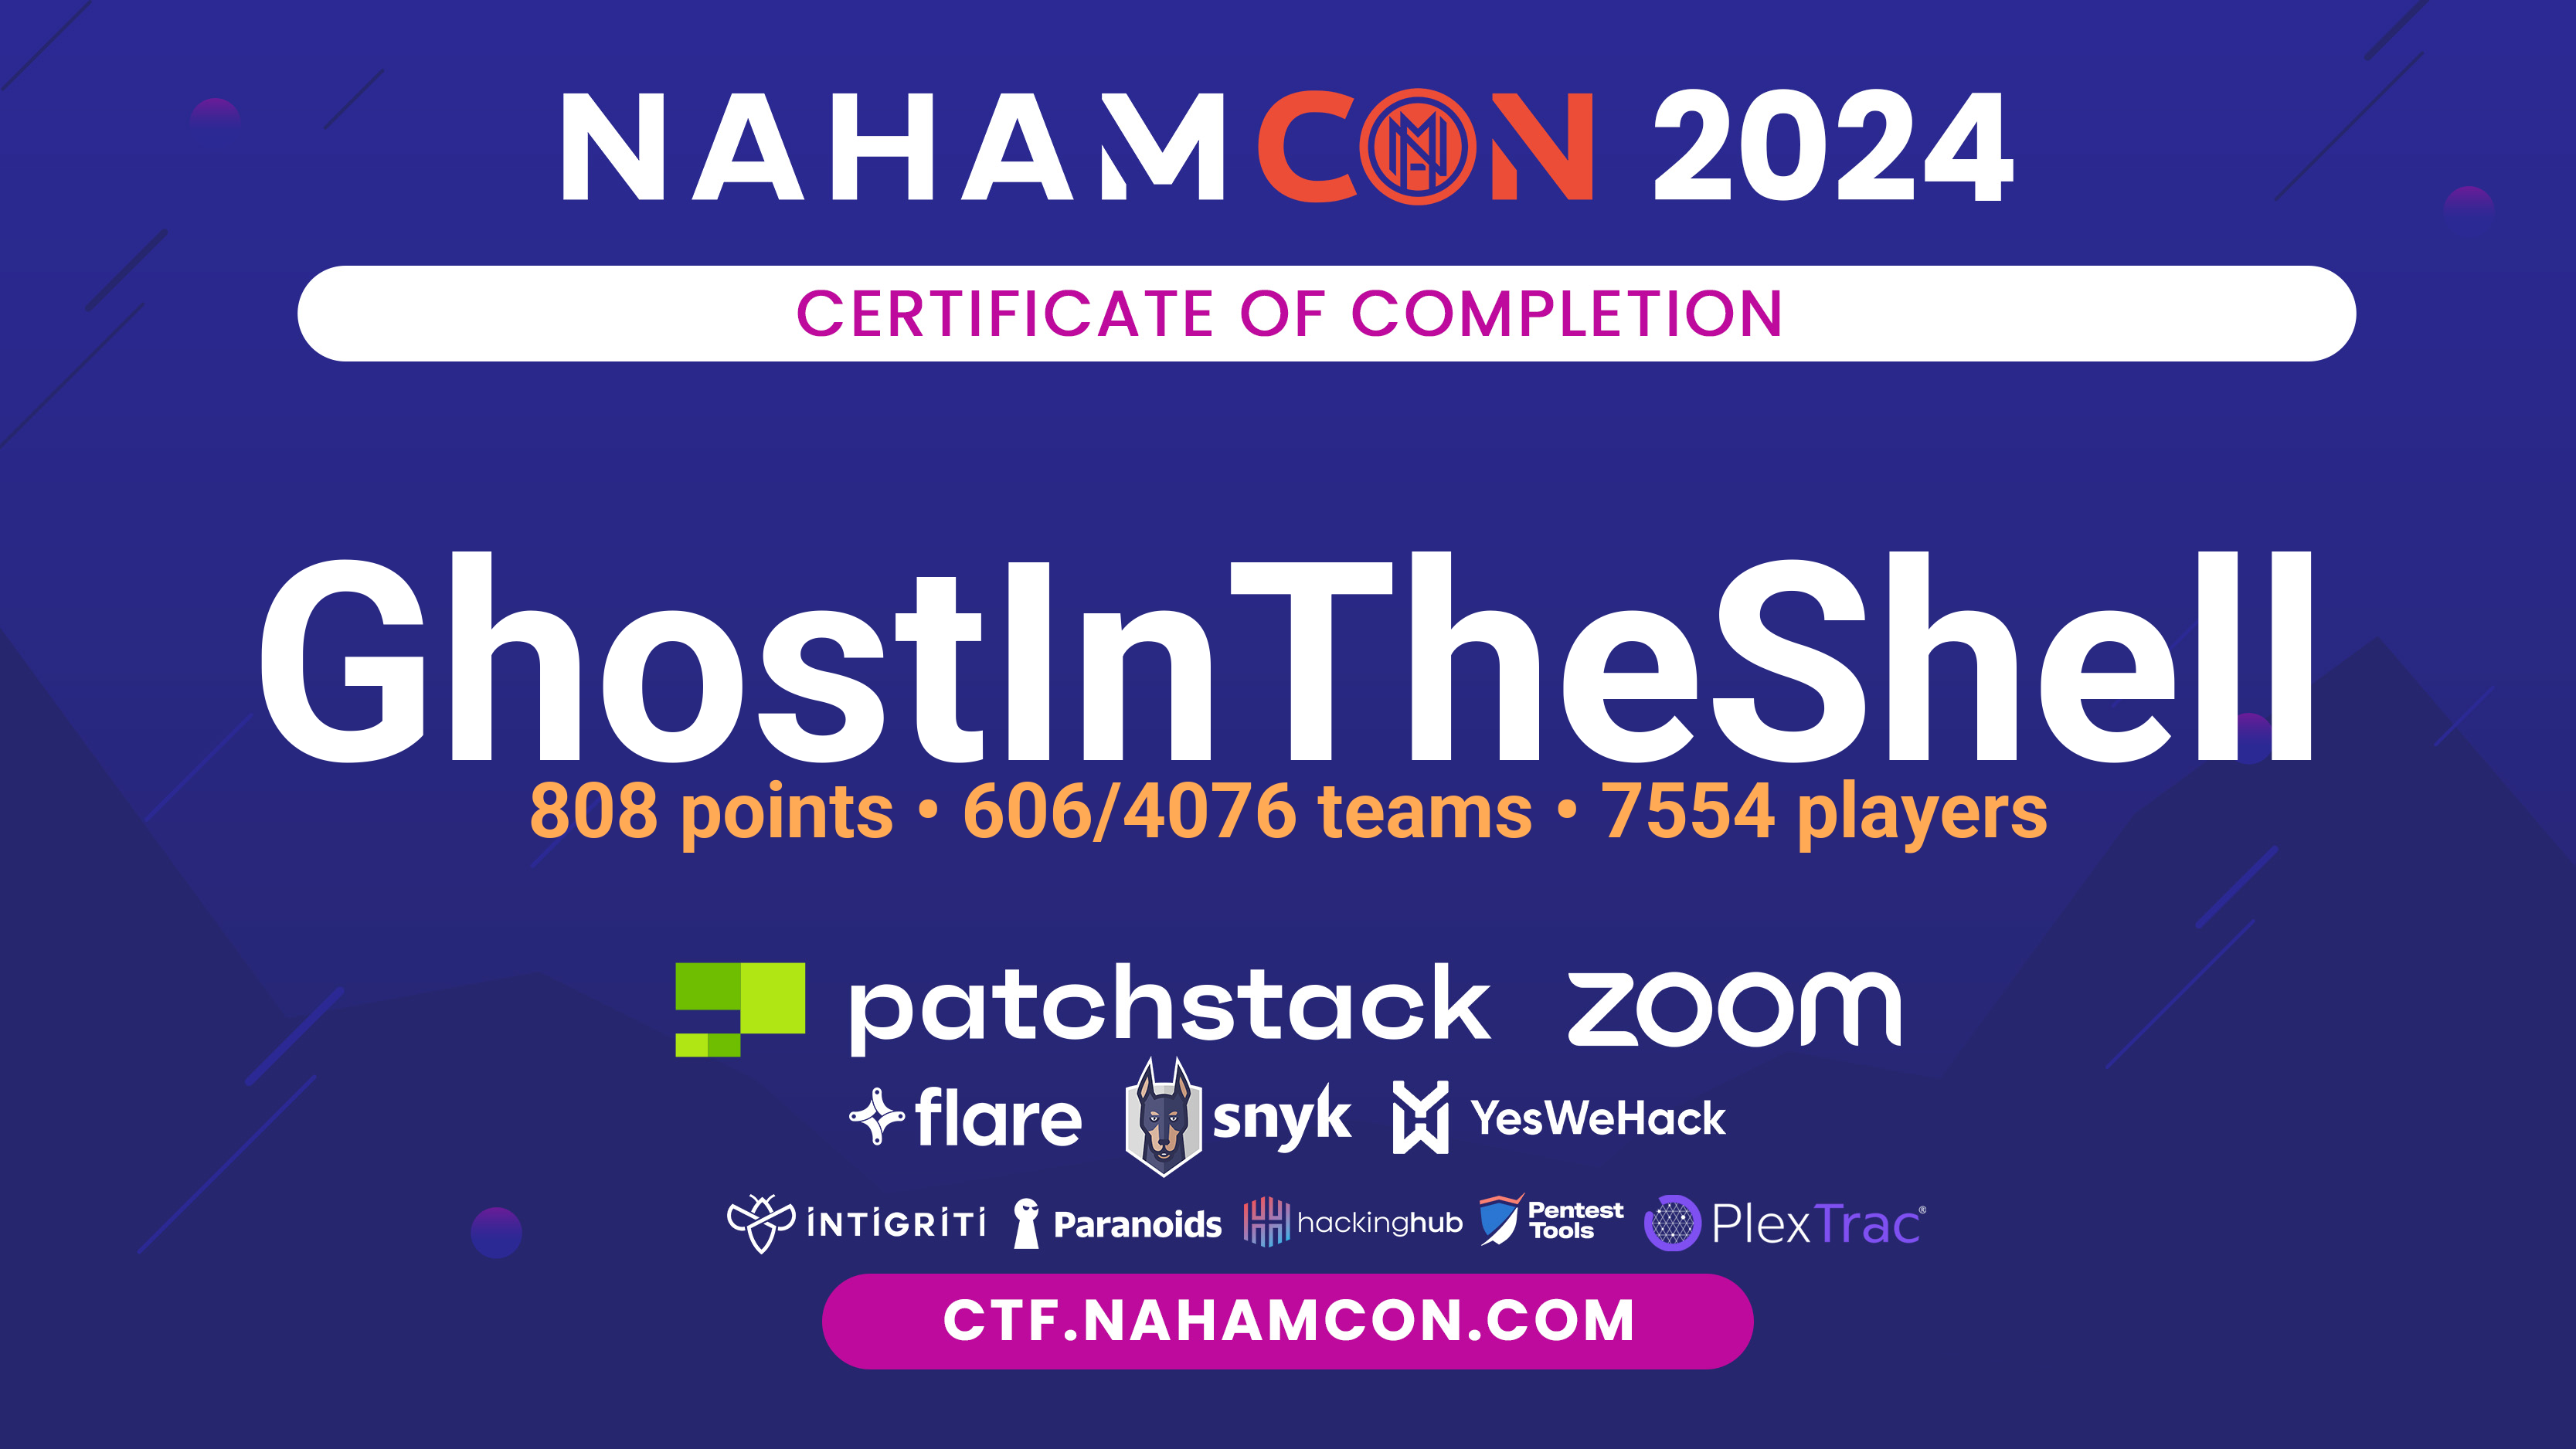 NAHAMCON 2024
CERTIFICATE OF COMPLETION
GhostInTheShell
808 points • 606/4076 teams • 7554 players
patchstack zoom
flare snyk YesWeHack
INTIGRITI Paranoids hackinghub Pentest Tools PlexTrac®
CTF.NAHAMCON.COM